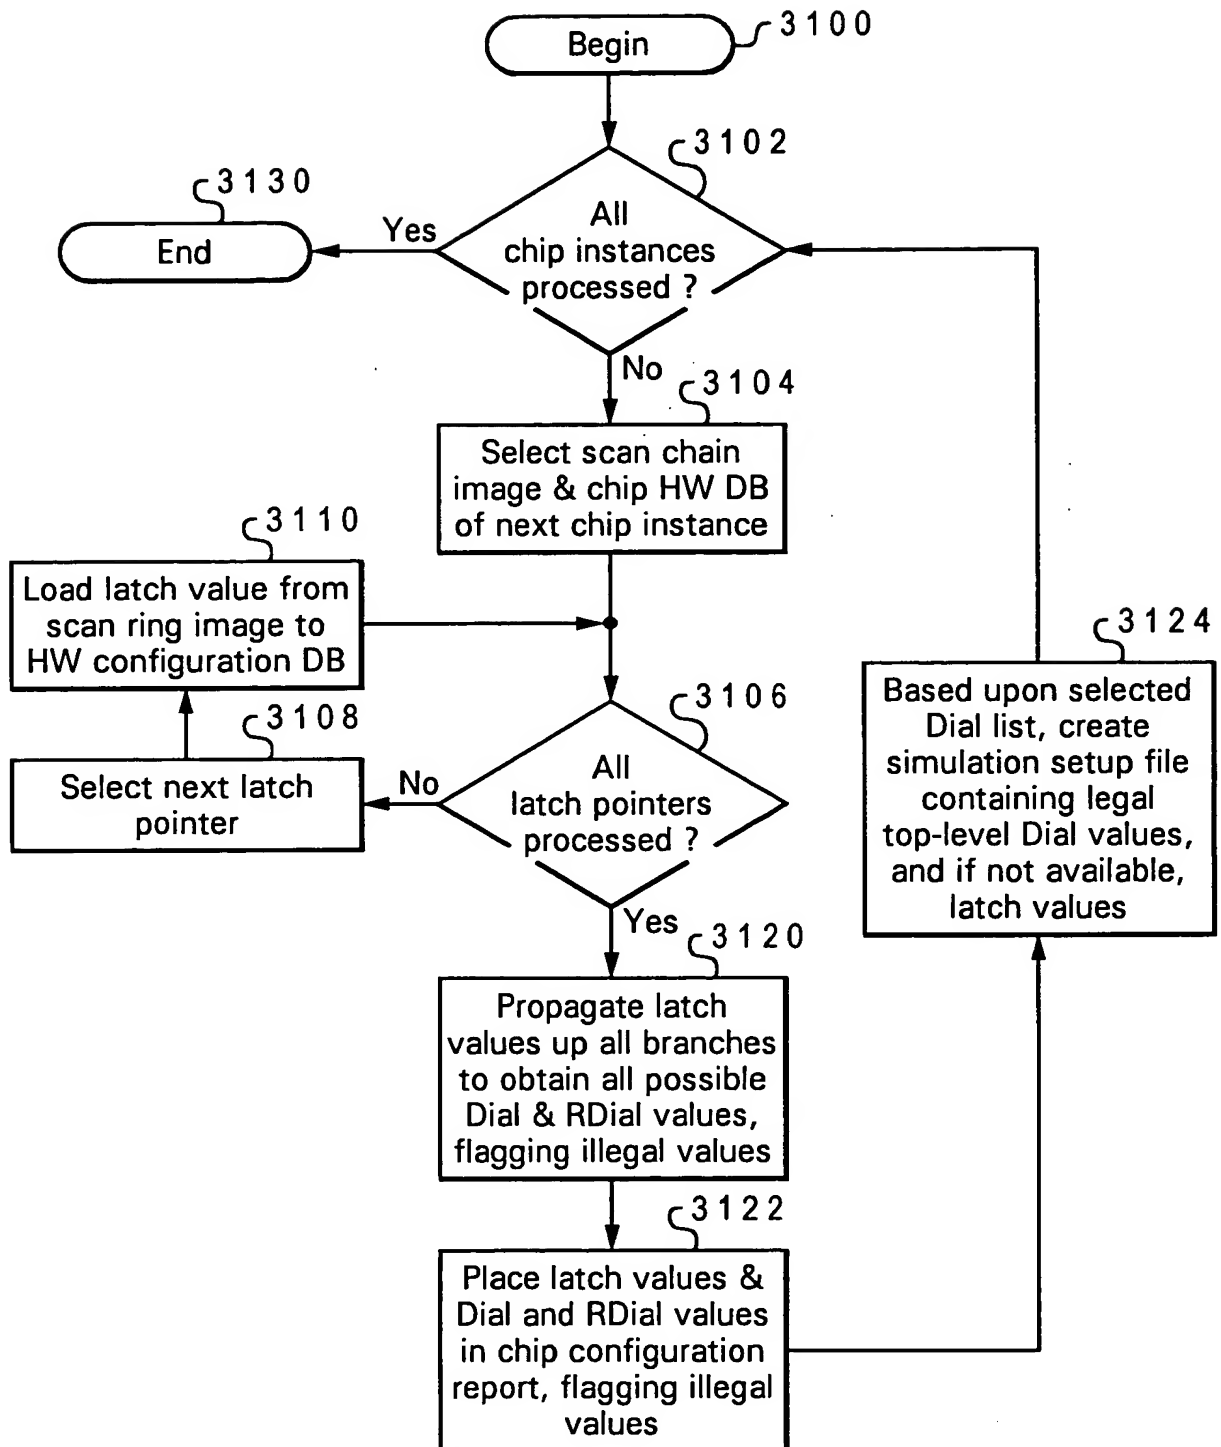 Begin
3100
3102
3130
All
chip instances
processed ?
Yes
End
No
3104
Select scan chain
image & chip HW DB
of next chip instance
3110
Load latch value from
scan ring image to
HW configuration DB
3124
Based upon selected
Dial list, create
simulation setup file
containing legal
top-level Dial values,
and if not available,
latch values
3106
3108
All
latch pointers
processed ?
No
Select next latch
pointer
Yes
3120
Propagate latch
values up all branches
to obtain all possible
Dial & RDial values,
flagging illegal values
3122
Place latch values &
Dial and RDial values
in chip configuration
report, flagging illegal
values